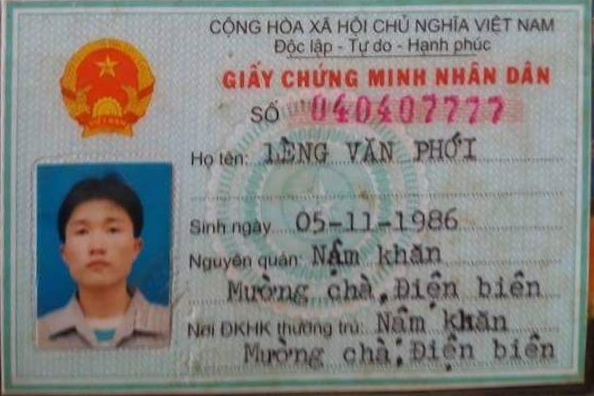 CỘNG HÒA XÃ HỘI CHỦ NGHĨA VIỆT NAM
Độc lập - Tự do - Hạnh phúc
GIẤY CHỨNG MINH NHÂN DÂN
SỐ 040407777
Họ tên: LÈNG VĂN PHỚI
Sinh ngày 05-11-1986
Nguyên quán: Nậm khăn
Mường chà, Điện biên
Nơi ĐKHK thường trú: Nâm khăn
Mường chà, Điện biên